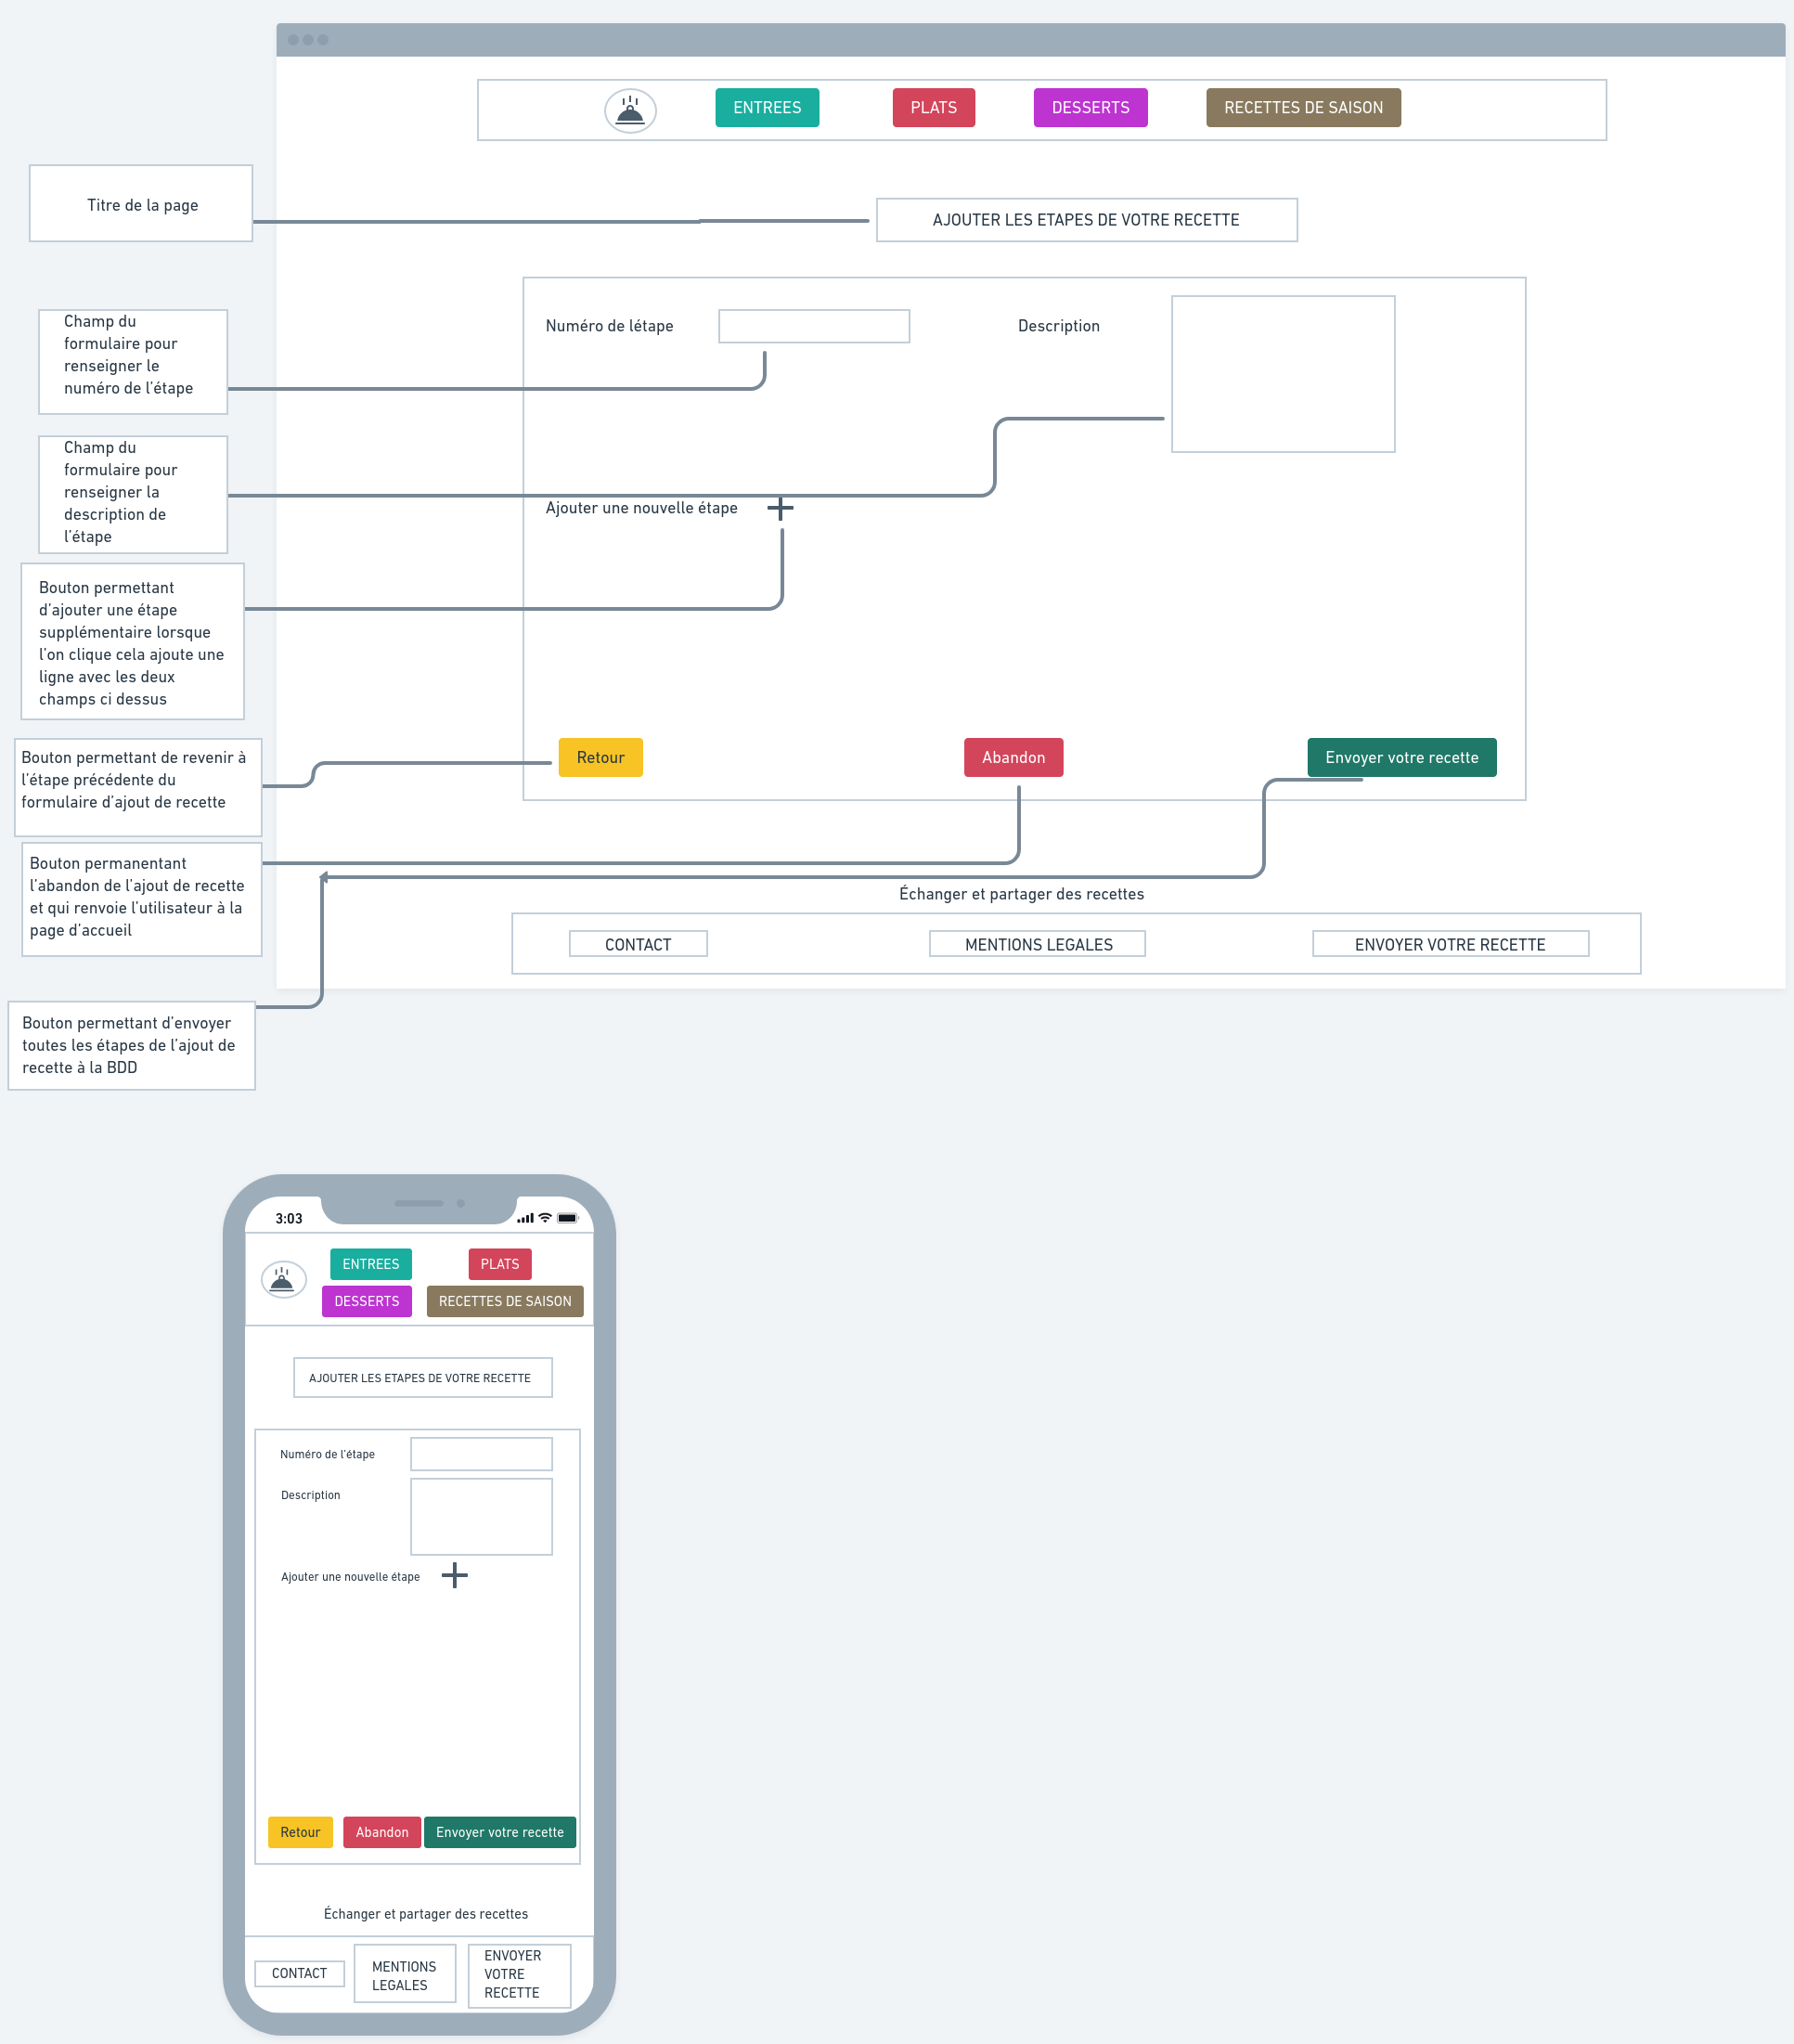 ENTREES
PLATS
DESSERTS
RECETTES DE SAISON
Titre de la page
AJOUTER LES ETAPES DE VOTRE RECETTE
Champ du
formulaire pour
renseigner le
numéro de l'étape
Numéro de létape
Description
Champ du
formulaire pour
renseigner la
description de
l'étape
Ajouter une nouvelle étape
Bouton permettant
d'ajouter une étape
supplémentaire lorsque
l'on clique cela ajoute une
ligne avec les deux
champs ci dessus
Bouton permettant de revenir à
l'étape précédente du
formulaire d'ajout de recette
Retour
Abandon
Envoyer votre recette
Bouton permanentant
l'abandon de l'ajout de recette
et qui renvoie l'utilisateur à la
page d'accueil
Échanger et partager des recettes
CONTACT
MENTIONS LEGALES
ENVOYER VOTRE RECETTE
Bouton permettant d'envoyer
toutes les étapes de l'ajout de
recette à la BDD
3:03
ENTREES
PLATS
DESSERTS
RECETTES DE SAISON
AJOUTER LES ETAPES DE VOTRE RECETTE
Numéro de l'étape
Description
Ajouter une nouvelle étape
Retour
Abandon
Envoyer votre recette
Échanger et partager des recettes
CONTACT
MENTIONS
LEGALES
ENVOYER
VOTRE
RECETTE